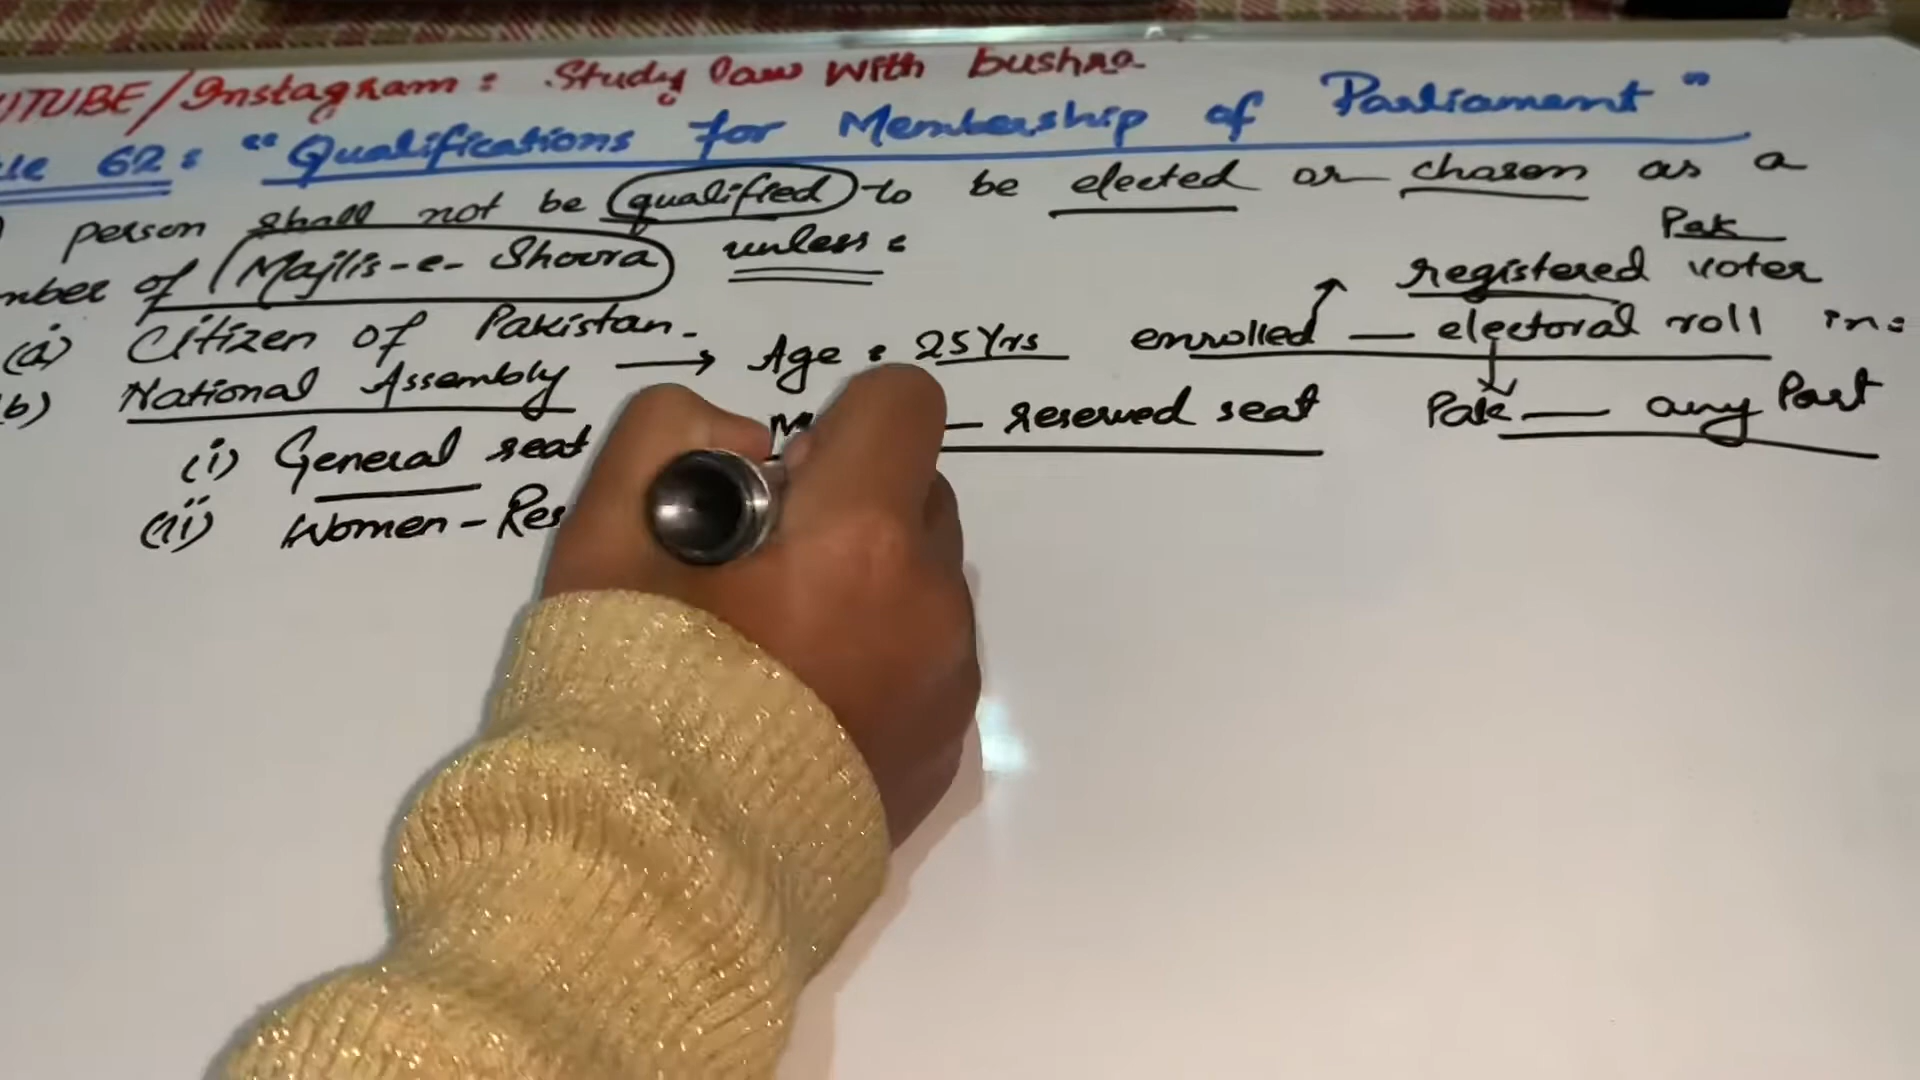 UTUBE/Instagram: Study law with bushra
le 62: "Qualifications for Membership of Parliament"
person shall not be qualified to be elected or chosen as a
mber of Majlis-e-Shoora unless:
(a) Citizen of Pakistan.
b) National Assembly → Age: 25 Yrs
(i) General seat
(ii) Women-Res
M — reserved seat
Pak
registered voter
enrolled — electoral roll in:
Pak — any Part